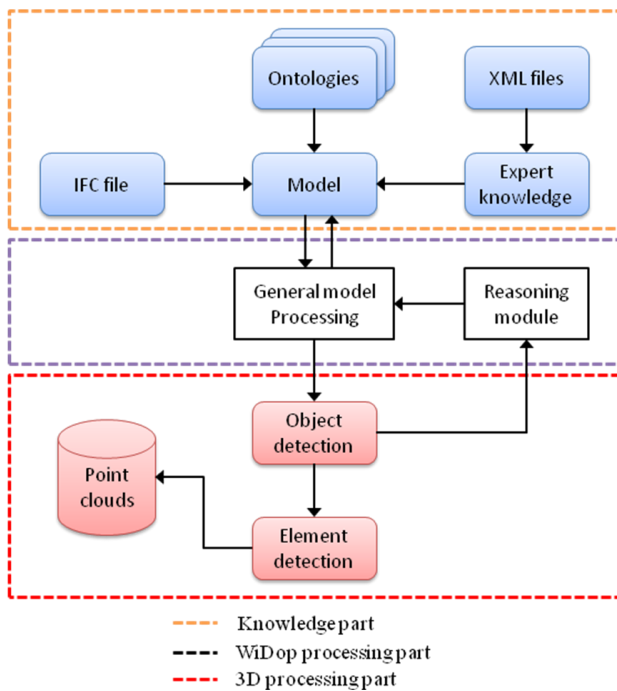 Ontologies
XML files
IFC file
Model
Expert
knowledge
General model
Processing
Reasoning
module
Object
detection
Point
clouds
Element
detection
Knowledge part
WiDop processing part
3D processing part